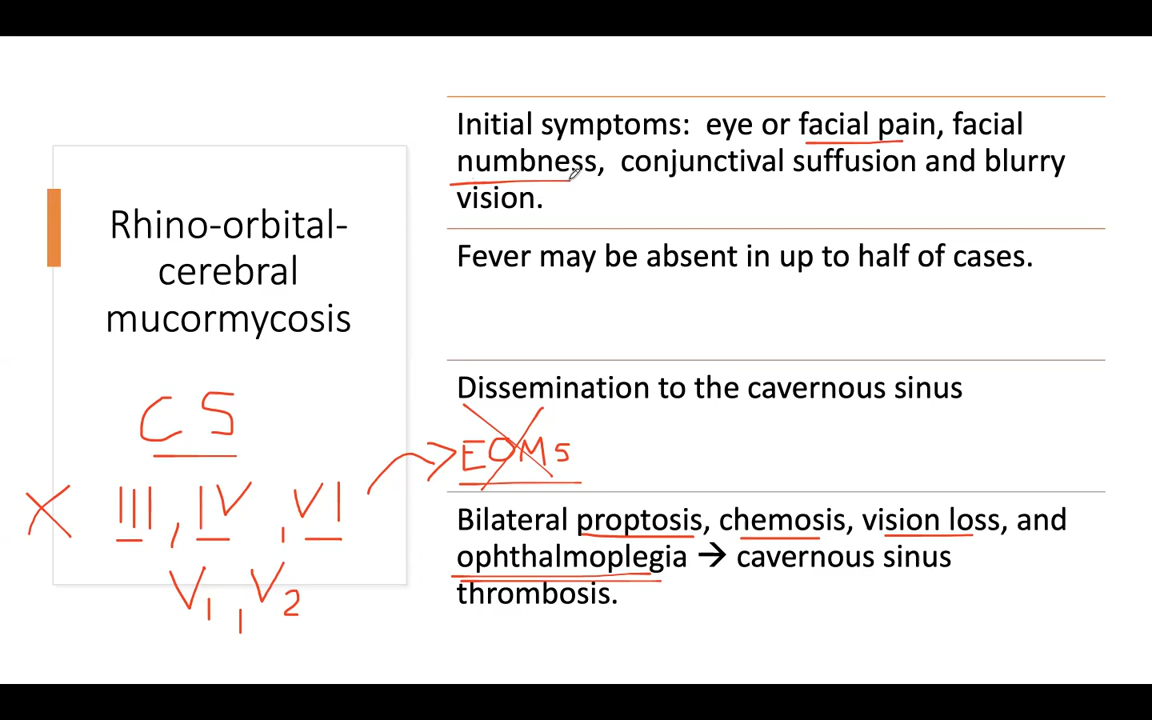 Rhino-orbital-
cerebral
mucormycosis
CS
X III, IV, VI
V1, V2
Initial symptoms: eye or facial pain, facial
numbness, conjunctival suffusion and blurry
vision.
Fever may be absent in up to half of cases.
Dissemination to the cavernous sinus
EOMs
Bilateral proptosis, chemosis, vision loss, and
ophthalmoplegia → cavernous sinus
thrombosis.